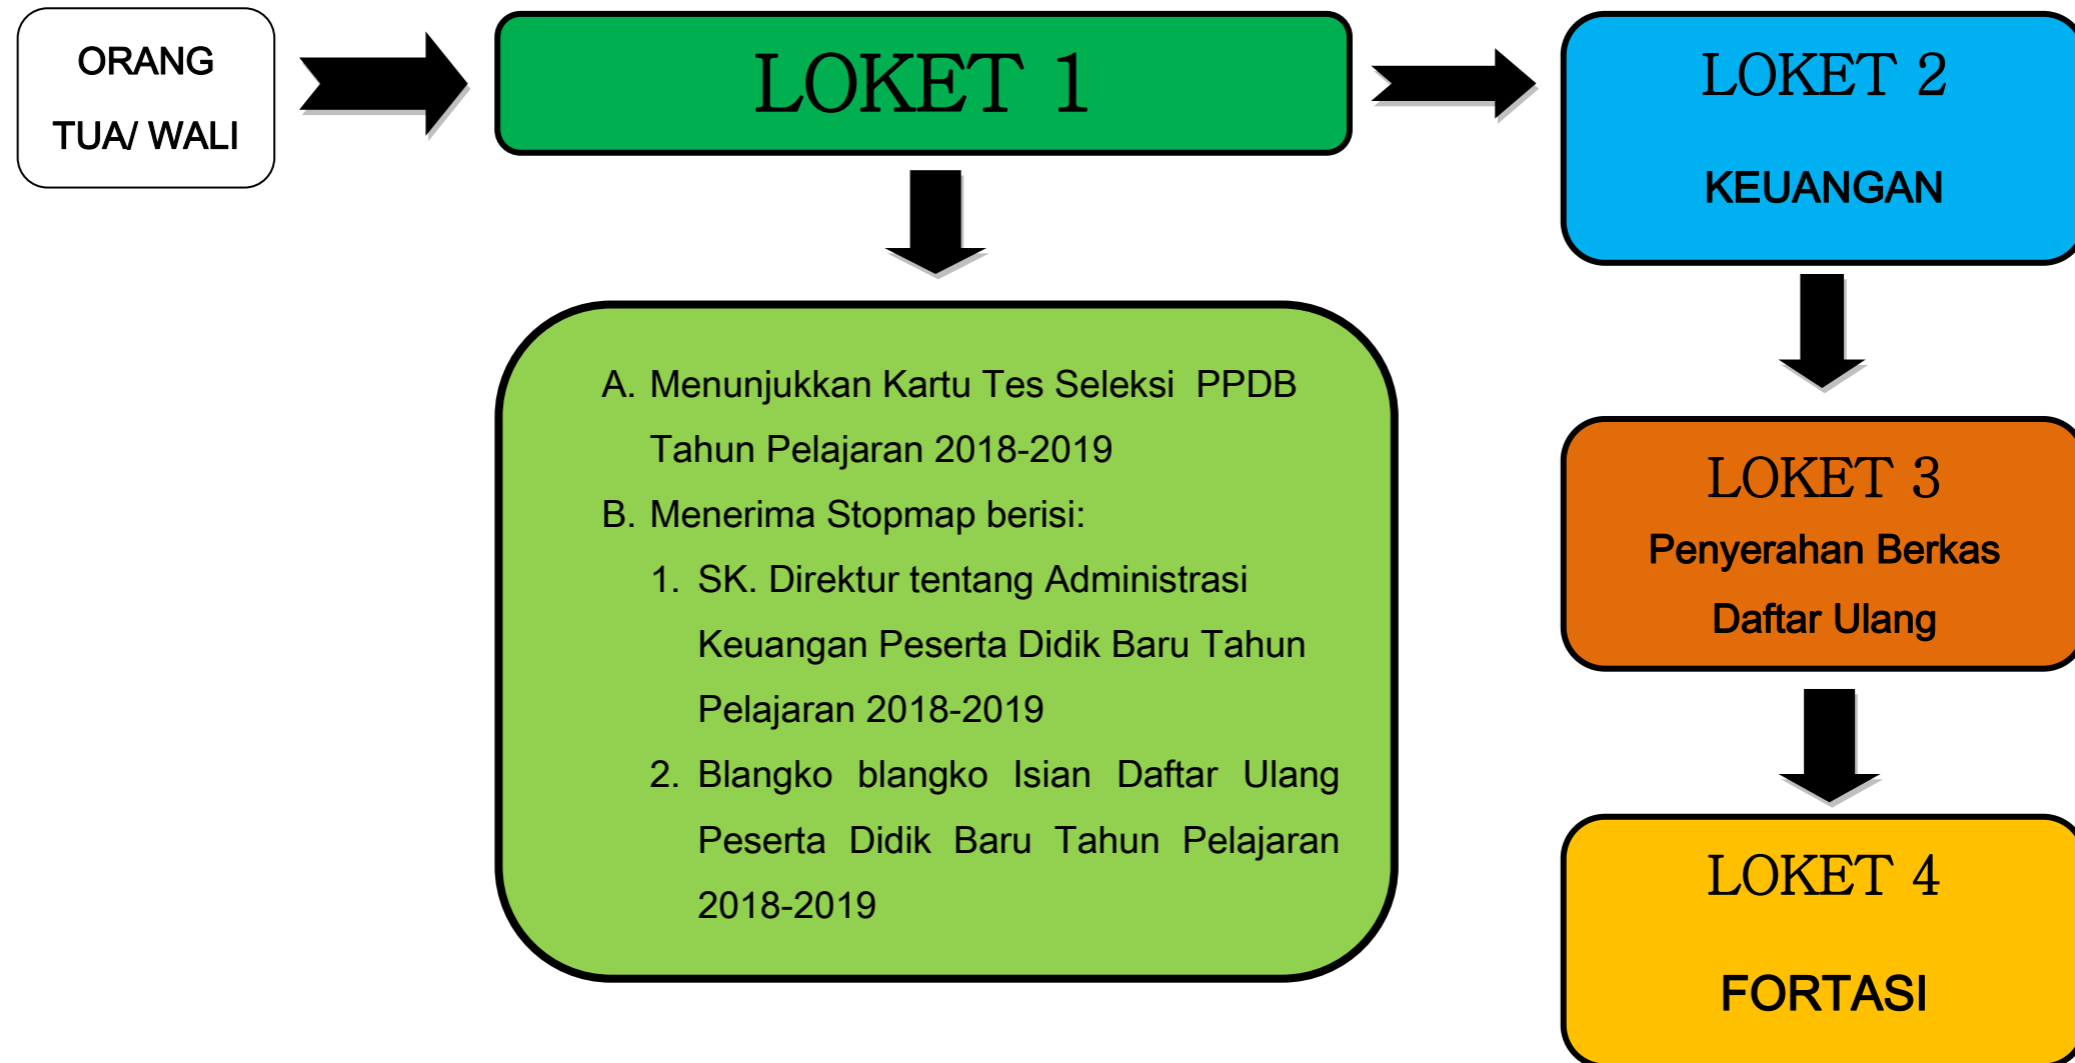 ORANG
TUA/ WALI
LOKET 1
A. Menunjukkan Kartu Tes Seleksi PPDB
Tahun Pelajaran 2018-2019
B. Menerima Stopmap berisi:
1. SK. Direktur tentang Administrasi
Keuangan Peserta Didik Baru Tahun
Pelajaran 2018-2019
2. Blangko blangko Isian Daftar Ulang
Peserta Didik Baru Tahun Pelajaran
2018-2019
LOKET 2
KEUANGAN
LOKET 3
Penyerahan Berkas
Daftar Ulang
LOKET 4
FORTASI